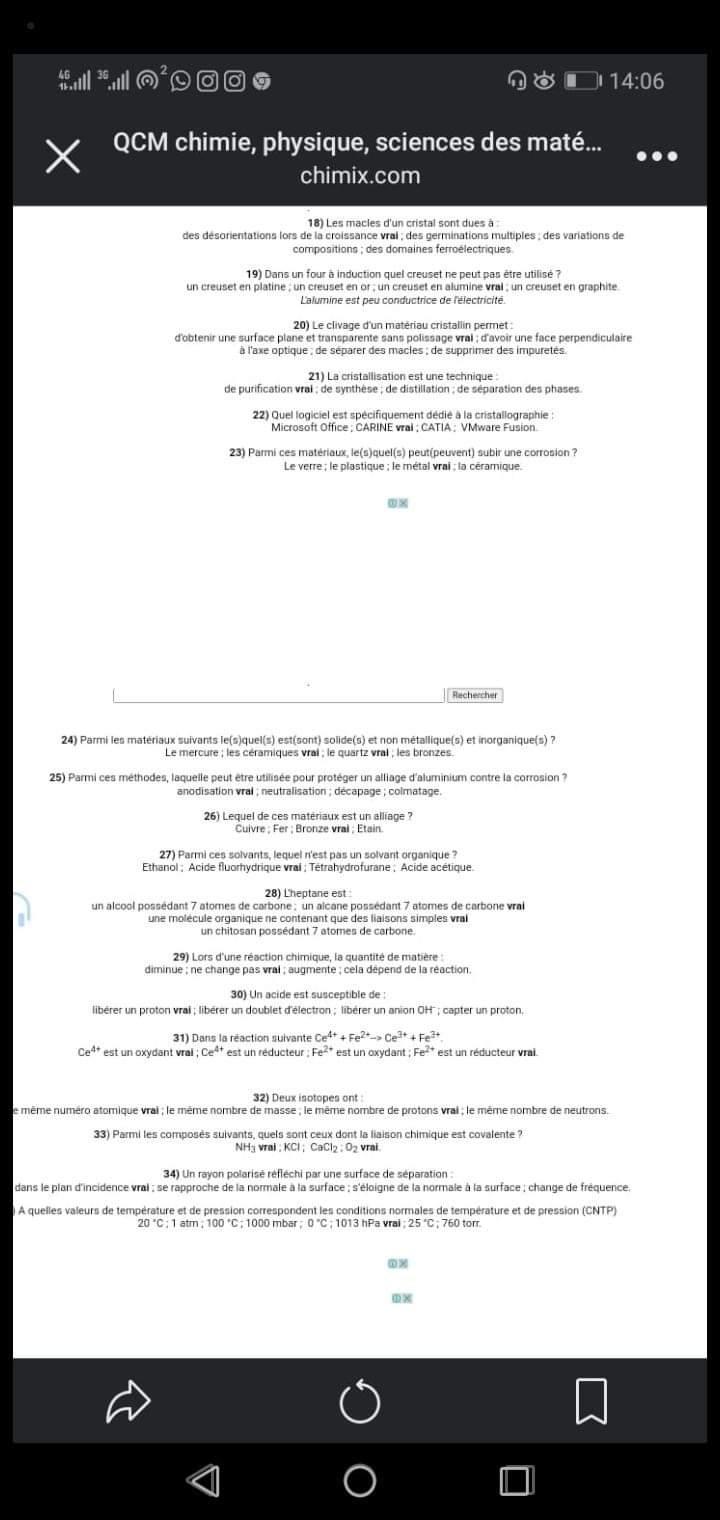 4G 3G 2 14:06
QCM chimie, physique, sciences des maté...
chimix.com
18) Les macles d'un cristal sont dues à :
des désorientations lors de la croissance vrai ; des germinations multiples ; des variations de
compositions ; des domaines ferroélectriques.
19) Dans un four à induction quel creuset ne peut pas être utilisé ?
un creuset en platine ; un creuset en or ; un creuset en alumine vrai ; un creuset en graphite.
L'alumine est peu conductrice de l'électricité.
20) Le clivage d'un matériau cristallin permet :
d'obtenir une surface plane et transparente sans polissage vrai ; d'avoir une face perpendiculaire
à l'axe optique ; de séparer des macles ; de supprimer des impuretés.
21) La cristallisation est une technique :
de purification vrai ; de synthèse ; de distillation ; de séparation des phases.
22) Quel logiciel est spécifiquement dédié à la cristallographie :
Microsoft Office ; CARINE vrai ; CATIA ; VMware Fusion.
23) Parmi ces matériaux, le(s)quel(s) peut(peuvent) subir une corrosion ?
Le verre ; le plastique ; le métal vrai ; la céramique.
Rechercher
24) Parmi les matériaux suivants le(s)quel(s) est(sont) solide(s) et non métallique(s) et inorganique(s) ?
Le mercure ; les céramiques vrai ; le quartz vrai ; les bronzes.
25) Parmi ces méthodes, laquelle peut être utilisée pour protéger un alliage d'aluminium contre la corrosion ?
anodisation vrai ; neutralisation ; décapage ; colmatage.
26) Lequel de ces matériaux est un alliage ?
Cuivre ; Fer ; Bronze vrai ; Etain.
27) Parmi ces solvants, lequel n'est pas un solvant organique ?
Ethanol ; Acide fluorhydrique vrai ; Tétrahydrofurane ; Acide acétique.
28) L'heptane est :
un alcool possédant 7 atomes de carbone ; un alcane possédant 7 atomes de carbone vrai
une molécule organique ne contenant que des liaisons simples vrai
un chitosan possédant 7 atomes de carbone.
29) Lors d'une réaction chimique, la quantité de matière :
diminue ; ne change pas vrai ; augmente ; cela dépend de la réaction.
30) Un acide est susceptible de :
libérer un proton vrai ; libérer un doublet d'électron ; libérer un anion OH⁻ ; capter un proton.
31) Dans la réaction suivante Ce⁴⁺ + Fe²⁺--> Ce³⁺ + Fe³⁺.
Ce⁴⁺ est un oxydant vrai ; Ce⁴⁺ est un réducteur ; Fe²⁺ est un oxydant ; Fe²⁺ est un réducteur vrai.
32) Deux isotopes ont :
e même numéro atomique vrai ; le même nombre de masse ; le même nombre de protons vrai ; le même nombre de neutrons.
33) Parmi les composés suivants, quels sont ceux dont la liaison chimique est covalente ?
NH₃ vrai ; KCl ; CaCl₂ ; O₂ vrai.
34) Un rayon polarisé réfléchi par une surface de séparation :
dans le plan d'incidence vrai ; se rapproche de la normale à la surface ; s'éloigne de la normale à la surface ; change de fréquence.
) A quelles valeurs de température et de pression correspondent les conditions normales de température et de pression (CNTP)
20 °C ; 1 atm ; 100 °C ; 1000 mbar ; 0 °C ; 1013 hPa vrai ; 25 °C ; 760 torr.